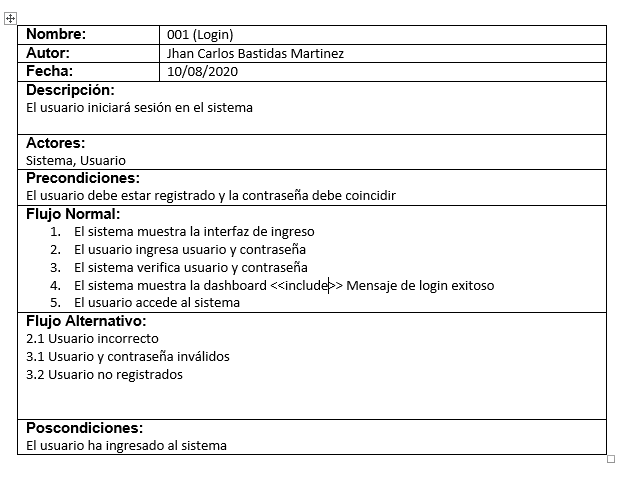 Nombre: 001 (Login)
Autor: Jhan Carlos Bastidas Martinez
Fecha: 10/08/2020
Descripción:
El usuario iniciará sesión en el sistema
Actores:
Sistema, Usuario
Precondiciones:
El usuario debe estar registrado y la contraseña debe coincidir
Flujo Normal:
1. El sistema muestra la interfaz de ingreso
2. El usuario ingresa usuario y contraseña
3. El sistema verifica usuario y contraseña
4. El sistema muestra la dashboard <<include>> Mensaje de login exitoso
5. El usuario accede al sistema
Flujo Alternativo:
2.1 Usuario incorrecto
3.1 Usuario y contraseña inválidos
3.2 Usuario no registrados
Poscondiciones:
El usuario ha ingresado al sistema